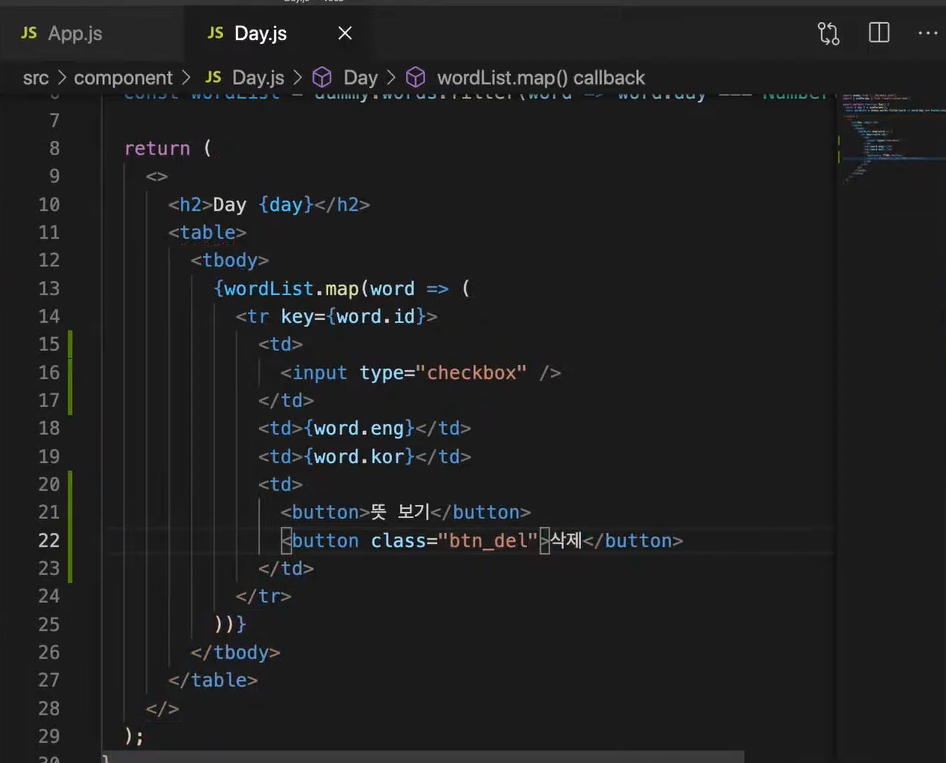 JS App.js
JS Day.js
src > component > JS Day.js > Day > wordList.map() callback
const wordList = dummy.words.filter(word => word.day === Number
7
8 return (
9 <>
10 <h2>Day {day}</h2>
11 <table>
12 <tbody>
13 {wordList.map(word => (
14 <tr key={word.id}>
15 <td>
16 <input type="checkbox" />
17 </td>
18 <td>{word.eng}</td>
19 <td>{word.kor}</td>
20 <td>
21 <button>뜻 보기</button>
22 <button class="btn_del">삭제</button>
23 </td>
24 </tr>
25 ))}
26 </tbody>
27 </table>
28 </>
29 );